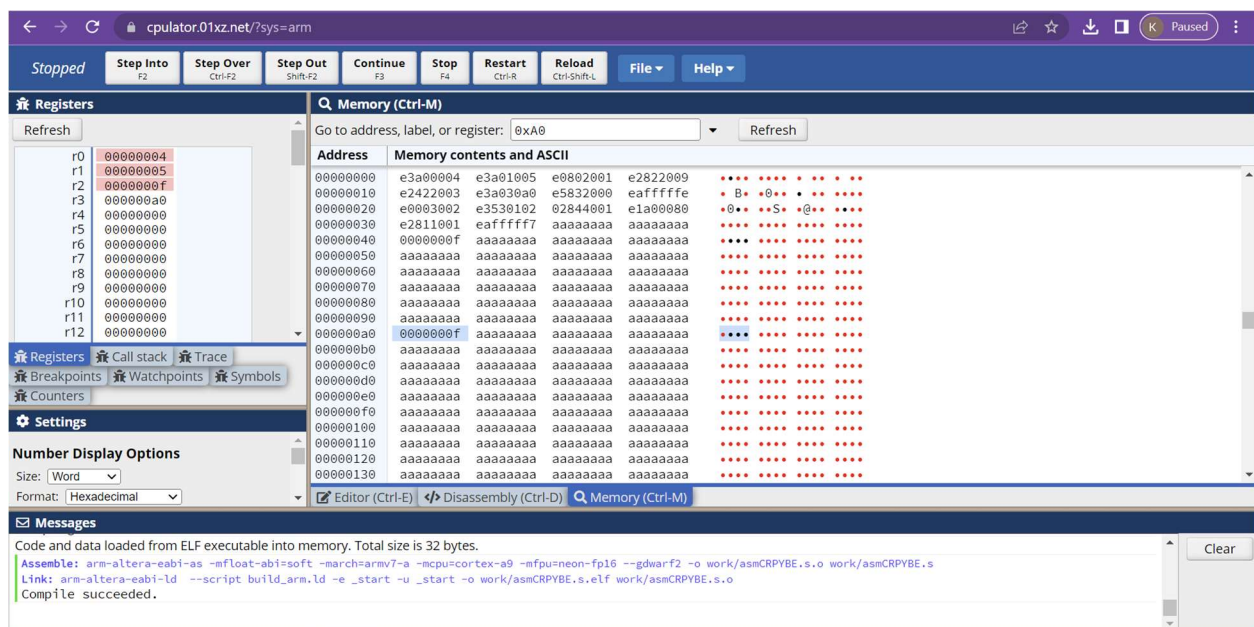 cpulator.01xz.net/?sys=arm
K Paused
Stopped
Step Into
F2
Step Over
Ctrl-F2
Step Out
Shift-F2
Continue
F3
Stop
F4
Restart
Ctrl-R
Reload
Ctrl-Shift-L
File
Help
Registers
Refresh
r0 00000004
r1 00000005
r2 0000000f
r3 000000a0
r4 00000000
r5 00000000
r6 00000000
r7 00000000
r8 00000000
r9 00000000
r10 00000000
r11 00000000
r12 00000000
Registers Call stack Trace
Breakpoints Watchpoints Symbols
Counters
Settings
Number Display Options
Size: Word
Format: Hexadecimal
Memory (Ctrl-M)
Go to address, label, or register: 0xA0 Refresh
Address Memory contents and ASCII
00000000 e3a00004 e3a01005 e0802001 e2822009 •••• •••• • •• • ••
00000010 e2422003 e3a030a0 e5832000 eafffffe • B• •0•• • •• ••••
00000020 e0003002 e3530102 02844001 e1a00080 •0•• ••S• •@•• ••••
00000030 e2811001 eafffff7 aaaaaaaa aaaaaaaa •••• •••• •••• ••••
00000040 0000000f aaaaaaaa aaaaaaaa aaaaaaaa •••• •••• •••• ••••
00000050 aaaaaaaa aaaaaaaa aaaaaaaa aaaaaaaa •••• •••• •••• ••••
00000060 aaaaaaaa aaaaaaaa aaaaaaaa aaaaaaaa •••• •••• •••• ••••
00000070 aaaaaaaa aaaaaaaa aaaaaaaa aaaaaaaa •••• •••• •••• ••••
00000080 aaaaaaaa aaaaaaaa aaaaaaaa aaaaaaaa •••• •••• •••• ••••
00000090 aaaaaaaa aaaaaaaa aaaaaaaa aaaaaaaa •••• •••• •••• ••••
000000a0 0000000f aaaaaaaa aaaaaaaa aaaaaaaa •••• •••• •••• ••••
000000b0 aaaaaaaa aaaaaaaa aaaaaaaa aaaaaaaa •••• •••• •••• ••••
000000c0 aaaaaaaa aaaaaaaa aaaaaaaa aaaaaaaa •••• •••• •••• ••••
000000d0 aaaaaaaa aaaaaaaa aaaaaaaa aaaaaaaa •••• •••• •••• ••••
000000e0 aaaaaaaa aaaaaaaa aaaaaaaa aaaaaaaa •••• •••• •••• ••••
000000f0 aaaaaaaa aaaaaaaa aaaaaaaa aaaaaaaa •••• •••• •••• ••••
00000100 aaaaaaaa aaaaaaaa aaaaaaaa aaaaaaaa •••• •••• •••• ••••
00000110 aaaaaaaa aaaaaaaa aaaaaaaa aaaaaaaa •••• •••• •••• ••••
00000120 aaaaaaaa aaaaaaaa aaaaaaaa aaaaaaaa •••• •••• •••• ••••
00000130 aaaaaaaa aaaaaaaa aaaaaaaa aaaaaaaa •••• •••• •••• ••••
Editor (Ctrl-E) </> Disassembly (Ctrl-D) Memory (Ctrl-M)
Messages
Code and data loaded from ELF executable into memory. Total size is 32 bytes.
Assemble: arm-altera-eabi-as -mfloat-abi=soft -march=armv7-a -mcpu=cortex-a9 -mfpu=neon-fp16 --gdwarf2 -o work/asmCRPYBE.s.o work/asmCRPYBE.s
Link: arm-altera-eabi-ld --script build_arm.ld -e _start -u _start -o work/asmCRPYBE.s.elf work/asmCRPYBE.s.o
Compile succeeded.
Clear